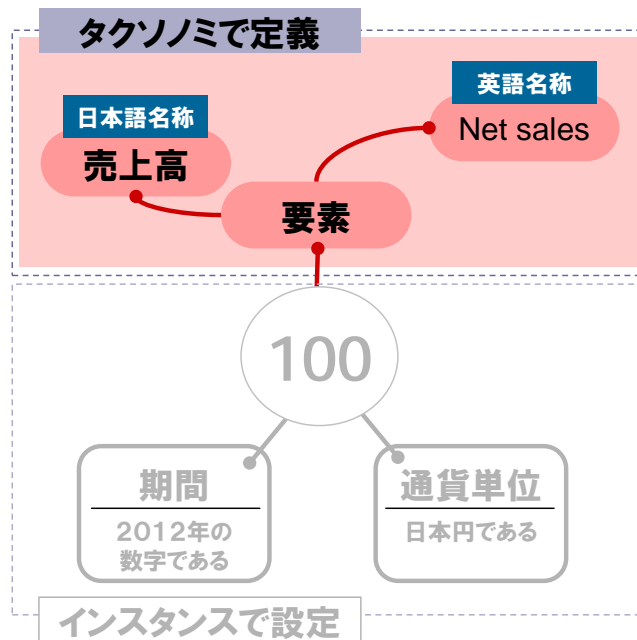 タクソノミで定義
英語名称
日本語名称
Net sales
売上高
要素
100
期間
2012年の
数字である
通貨単位
日本円である
インスタンスで設定